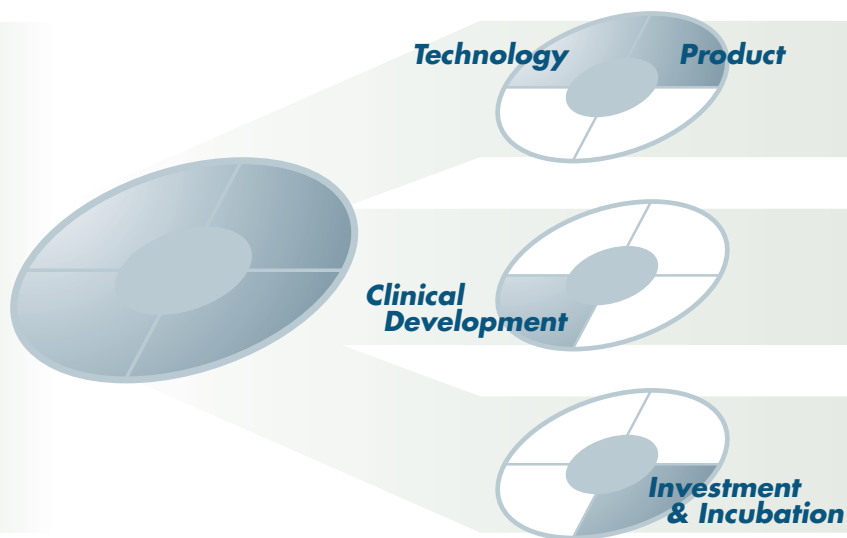 Technology Product
Clinical
Development
Investment
& Incubation